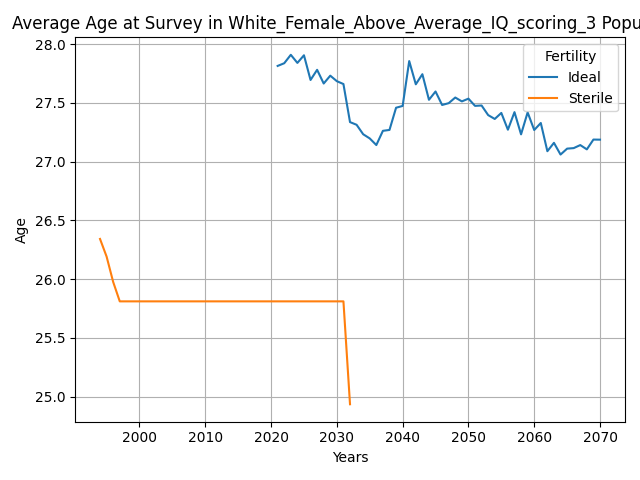 Average Age at Survey in White_Female_Above_Average_IQ_scoring_3 Popu
28.0
27.5
27.0
26.5
26.0
25.5
25.0
Age
Fertility
Ideal
Sterile
2000 2010 2020 2030 2040 2050 2060 2070
Years